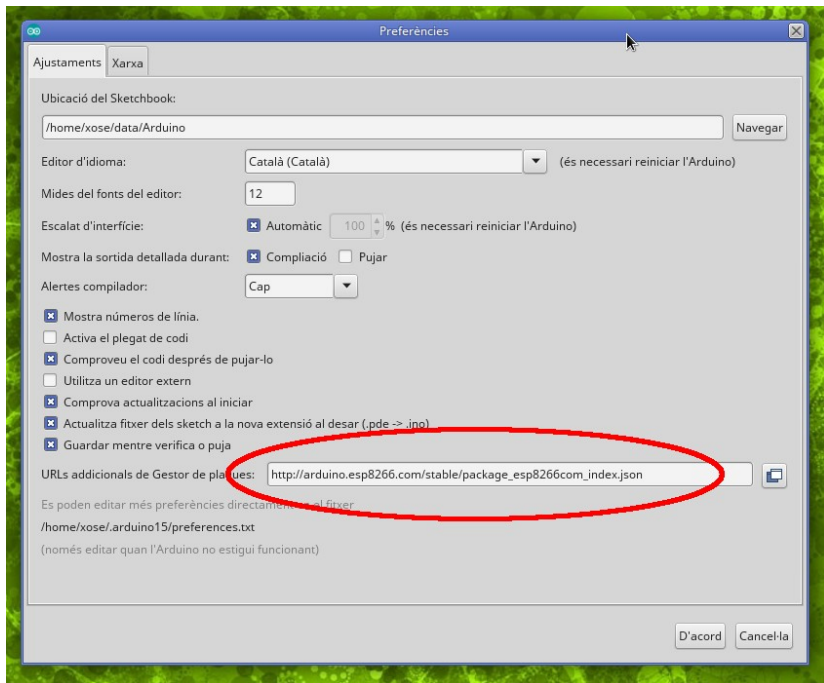 Preferències
Ajustaments Xarxa
Ubicació del Sketchbook:
/home/xose/data/Arduino Navegar
Editor d'idioma: Català (Català) (és necessari reiniciar l'Arduino)
Mides del fonts del editor: 12
Escalat d'interfície: Automàtic 100 % (és necessari reiniciar l'Arduino)
Mostra la sortida detallada durant: Compliació Pujar
Alertes compilador: Cap
Mostra números de línia.
Activa el plegat de codi
Comproveu el codi després de pujar-lo
Utilitza un editor extern
Comprova actualitzacions al iniciar
Actualitza fitxer dels sketch a la nova extensió al desar (.pde -> .ino)
Guardar mentre verifica o puja
URLs addicionals de Gestor de plaques: http://arduino.esp8266.com/stable/package_esp8266com_index.json
Es poden editar més preferències directament en el fitxer
/home/xose/.arduino15/preferences.txt
(només editar quan l'Arduino no estigui funcionant)
D'acord Cancel·la